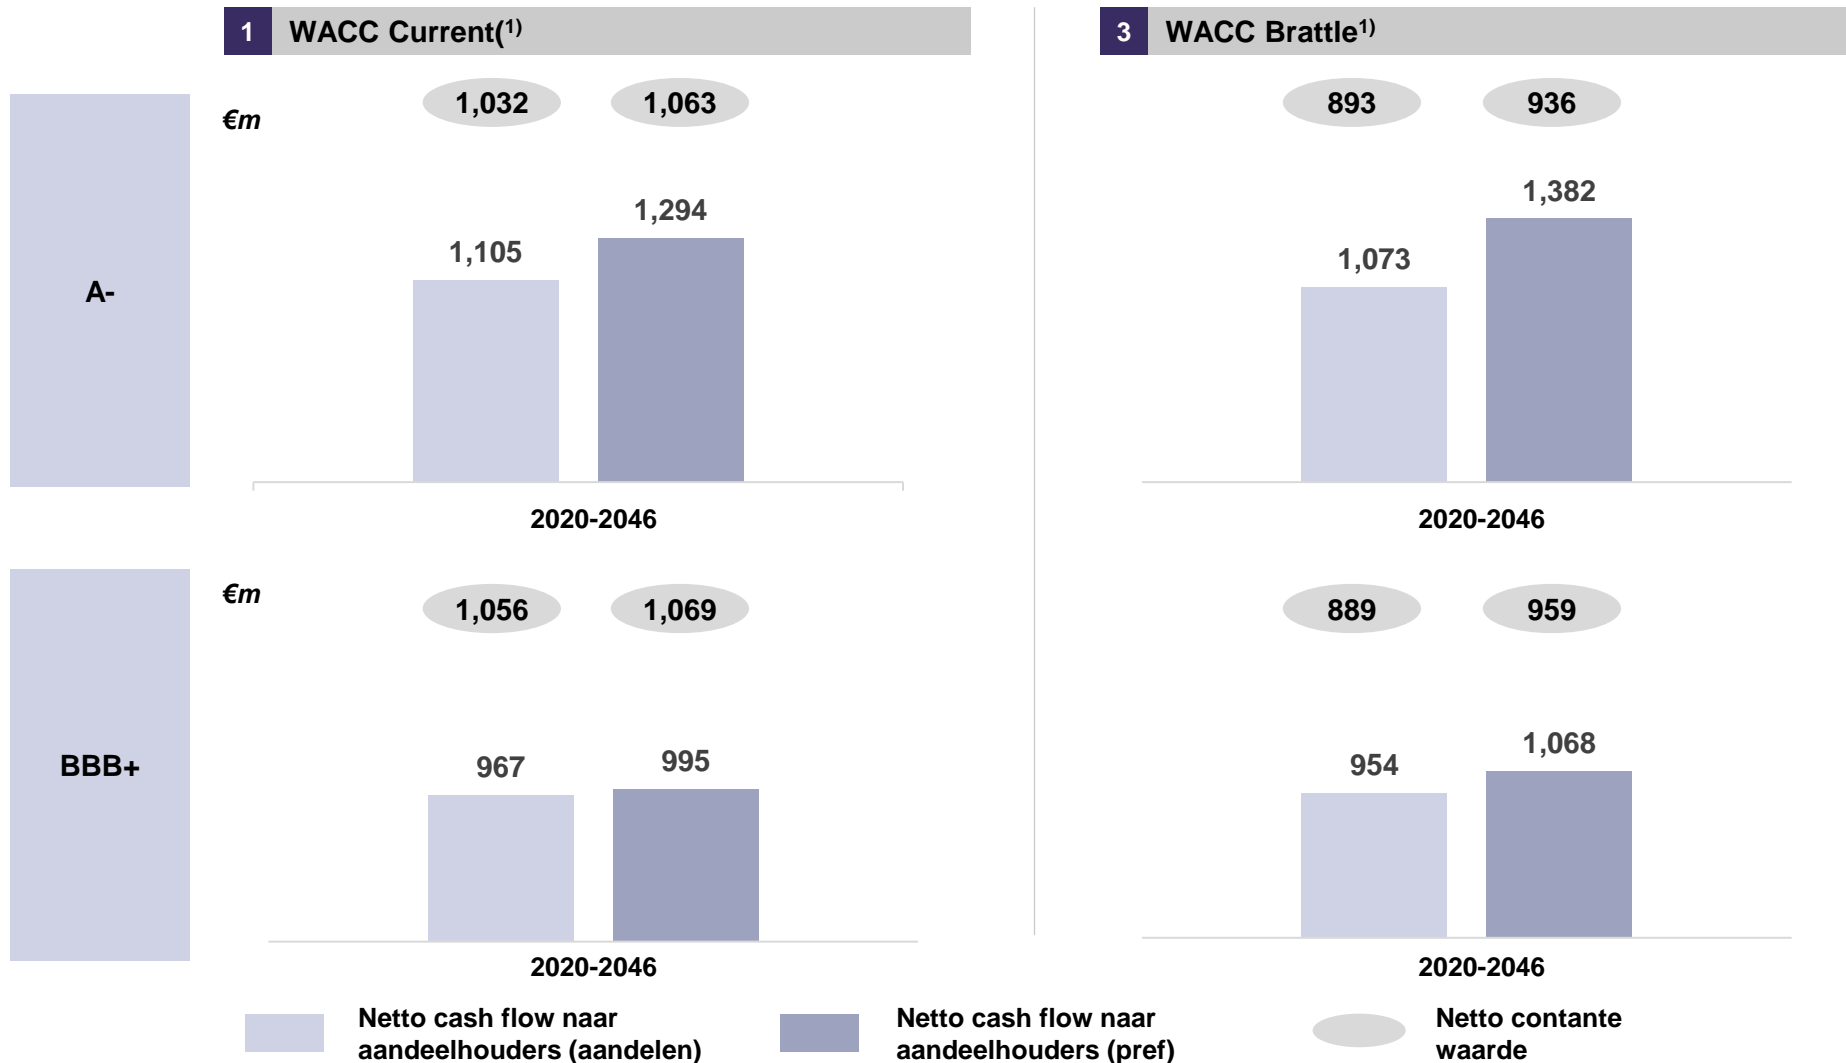 1 WACC Current(1)
3 WACC Brattle1)
A-
€m
1,032 1,063
1,105
1,294
2020-2046
893 936
1,073
1,382
2020-2046
BBB+
€m
1,056 1,069
967 995
2020-2046
889 959
954
1,068
2020-2046
Netto cash flow naar
aandeelhouders (aandelen)
Netto cash flow naar
aandeelhouders (pref)
Netto contante
waarde